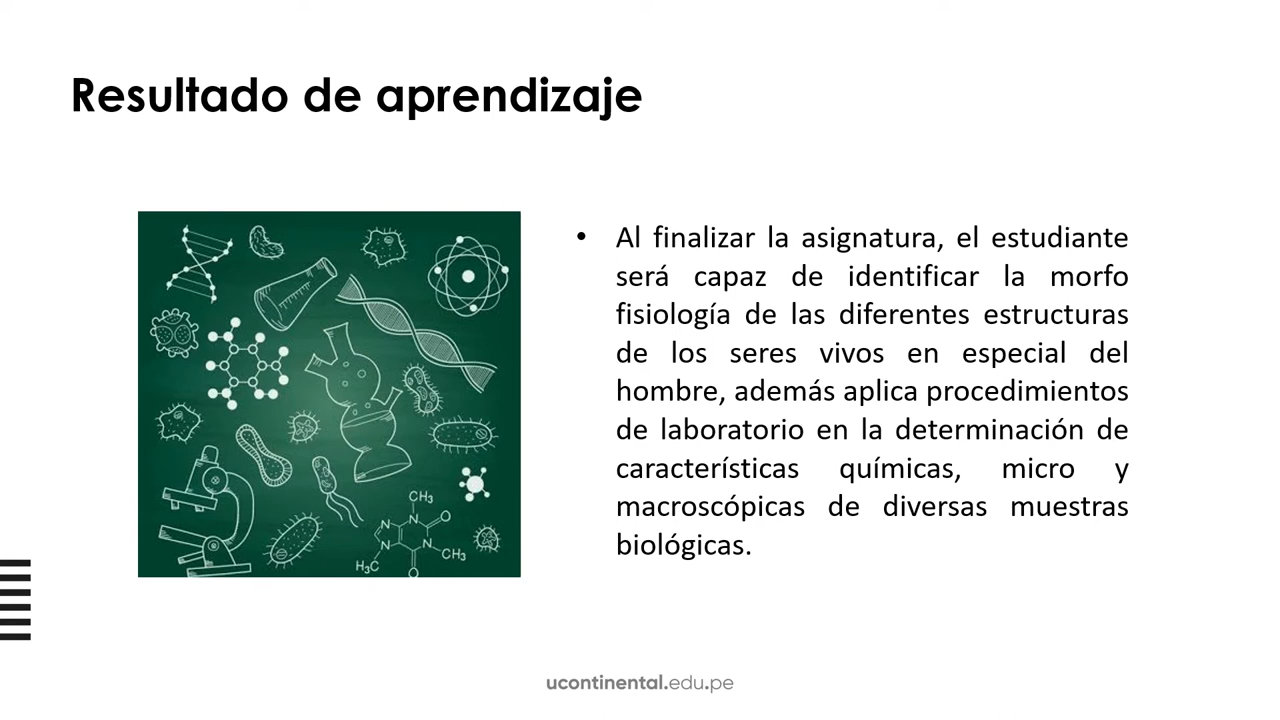 Resultado de aprendizaje
• Al finalizar la asignatura, el estudiante
será capaz de identificar la morfo
fisiología de las diferentes estructuras
de los seres vivos en especial del
hombre, además aplica procedimientos
de laboratorio en la determinación de
características químicas, micro y
macroscópicas de diversas muestras
biológicas.
CH₃
O
N
N
N
N
CH₃
H₃C
O
ucontinental.edu.pe